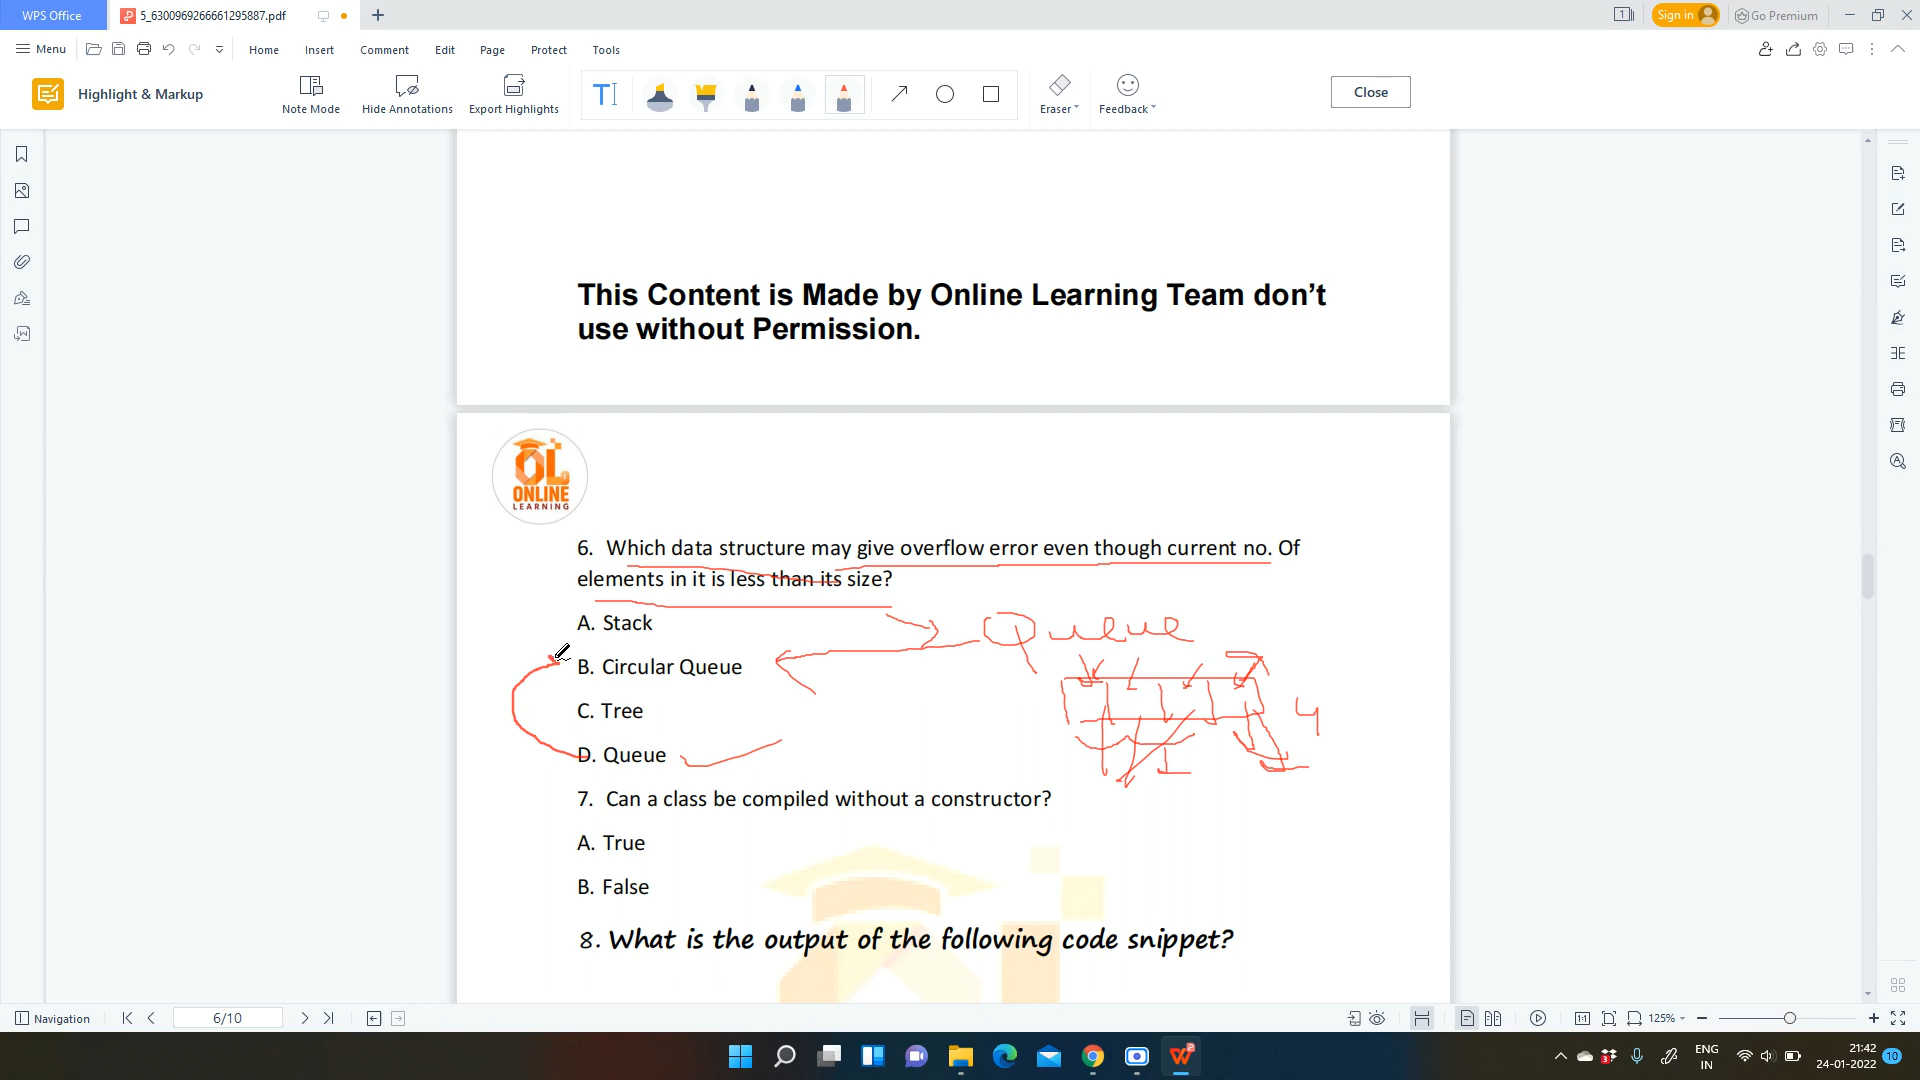 WPS Office
5_6300969266661295887.pdf
1
Sign in
Go Premium
Menu
Home
Insert
Comment
Edit
Page
Protect
Tools
Highlight & Markup
Note Mode
Hide Annotations
Export Highlights
Eraser
Feedback
Close
This Content is Made by Online Learning Team don't
use without Permission.
OL
ONLINE
LEARNING
6. Which data structure may give overflow error even though current no. Of
elements in it is less than its size?
A. Stack
Queue
B. Circular Queue
C. Tree
4
D. Queue
7. Can a class be compiled without a constructor?
A. True
B. False
8. What is the output of the following code snippet?
Navigation
6/10
1:1
125%
ENG
IN
21:42
24-01-2022
10